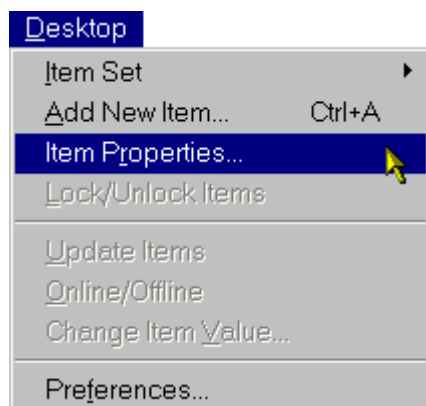 Desktop
Item Set
Add New Item... Ctrl+A
Item Properties...
Lock/Unlock Items
Update Items
Online/Offline
Change Item Value...
Preferences...